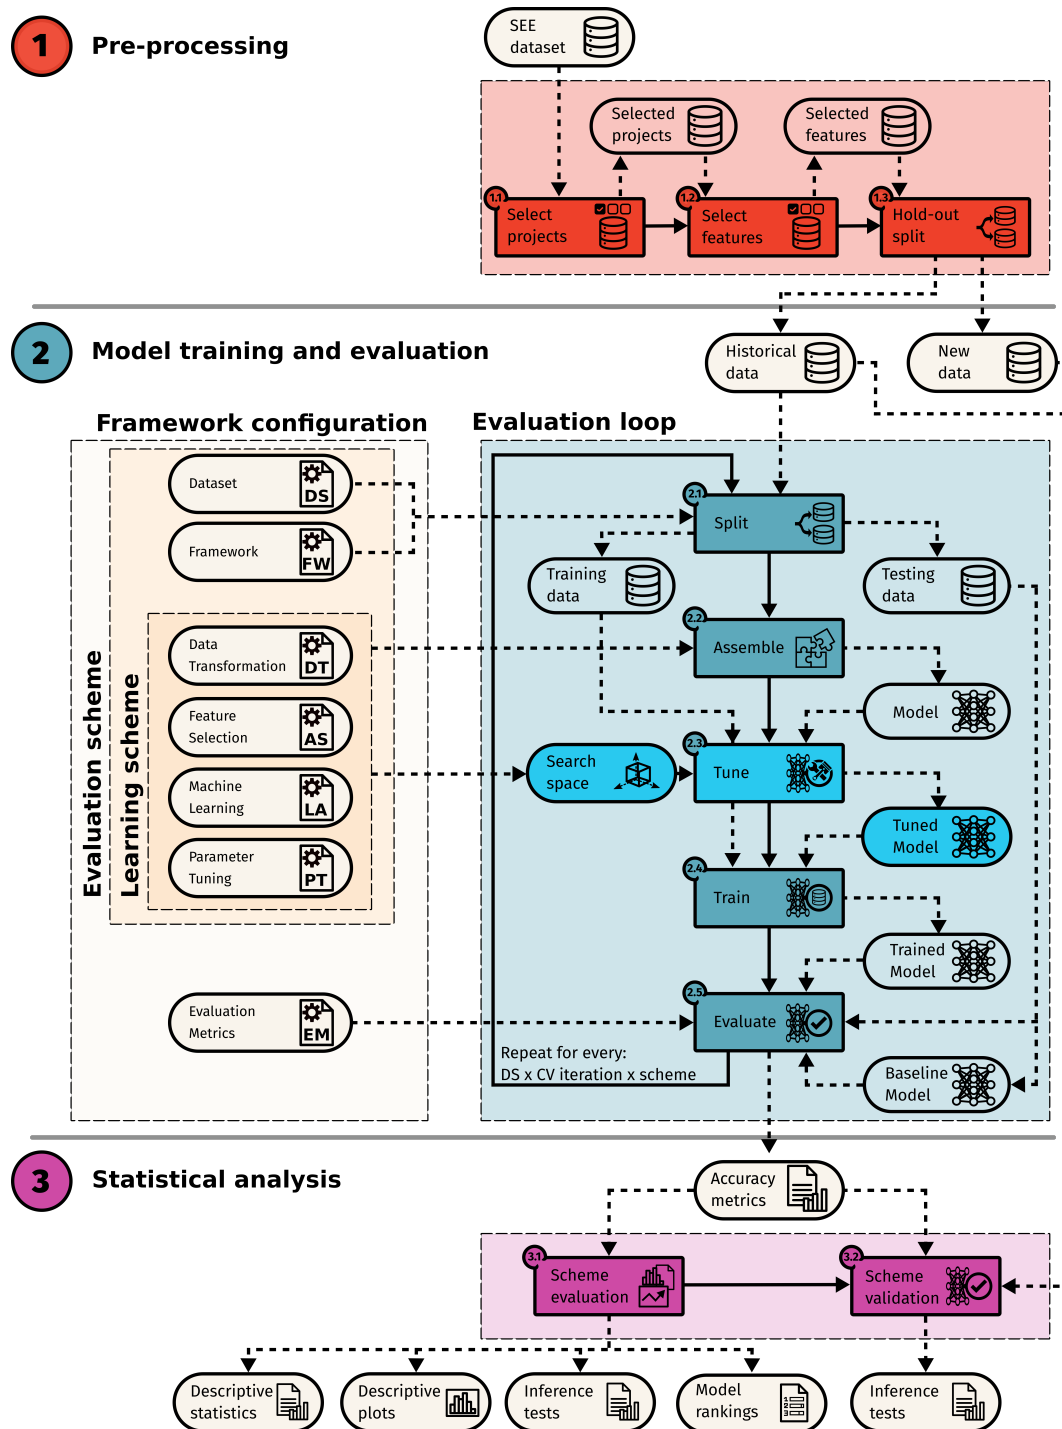 1
Pre-processing
SEE
dataset
Selected
projects
Selected
features
1.1.
Select
projects
1.2.
Select
features
1.3.
Hold-out
split
2
Model training and evaluation
Historical
data
New
data
Framework configuration
Evaluation loop
Evaluation scheme
Learning scheme
Dataset
DS
Framework
FW
Data
Transformation
DT
Feature
Selection
AS
Machine
Learning
LA
Parameter
Tuning
PT
Evaluation
Metrics
EM
2.1.
Split
Training
data
Testing
data
2.2.
Assemble
Model
Search
space
2.3.
Tune
Tuned
Model
2.4.
Train
Trained
Model
2.5.
Evaluate
Repeat for every:
DS x CV iteration x scheme
Baseline
Model
3
Statistical analysis
Accuracy
metrics
3.1
Scheme
evaluation
3.2.
Scheme
validation
Descriptive
statistics
Descriptive
plots
Inference
tests
Model
rankings
1
2
3
Inference
tests